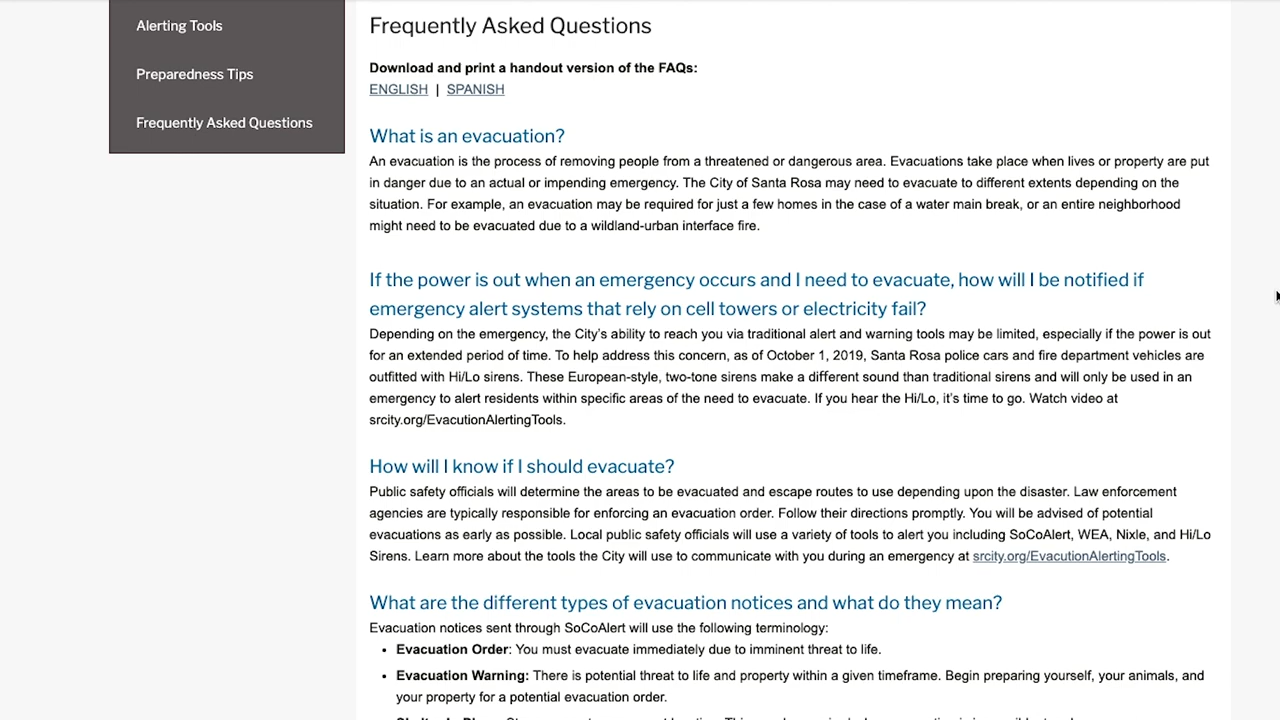 Alerting Tools
Preparedness Tips
Frequently Asked Questions
Frequently Asked Questions
Download and print a handout version of the FAQs:
ENGLISH | SPANISH
What is an evacuation?
An evacuation is the process of removing people from a threatened or dangerous area. Evacuations take place when lives or property are put
in danger due to an actual or impending emergency. The City of Santa Rosa may need to evacuate to different extents depending on the
situation. For example, an evacuation may be required for just a few homes in the case of a water main break, or an entire neighborhood
might need to be evacuated due to a wildland-urban interface fire.
If the power is out when an emergency occurs and I need to evacuate, how will I be notified if
emergency alert systems that rely on cell towers or electricity fail?
Depending on the emergency, the City's ability to reach you via traditional alert and warning tools may be limited, especially if the power is out
for an extended period of time. To help address this concern, as of October 1, 2019, Santa Rosa police cars and fire department vehicles are
outfitted with Hi/Lo sirens. These European-style, two-tone sirens make a different sound than traditional sirens and will only be used in an
emergency to alert residents within specific areas of the need to evacuate. If you hear the Hi/Lo, it's time to go. Watch video at
srcity.org/EvacutionAlertingTools.
How will I know if I should evacuate?
Public safety officials will determine the areas to be evacuated and escape routes to use depending upon the disaster. Law enforcement
agencies are typically responsible for enforcing an evacuation order. Follow their directions promptly. You will be advised of potential
evacuations as early as possible. Local public safety officials will use a variety of tools to alert you including SoCoAlert, WEA, Nixle, and Hi/Lo
Sirens. Learn more about the tools the City will use to communicate with you during an emergency at srcity.org/EvacutionAlertingTools.
What are the different types of evacuation notices and what do they mean?
Evacuation notices sent through SoCoAlert will use the following terminology:
• Evacuation Order: You must evacuate immediately due to imminent threat to life.
• Evacuation Warning: There is potential threat to life and property within a given timeframe. Begin preparing yourself, your animals, and
your property for a potential evacuation order.